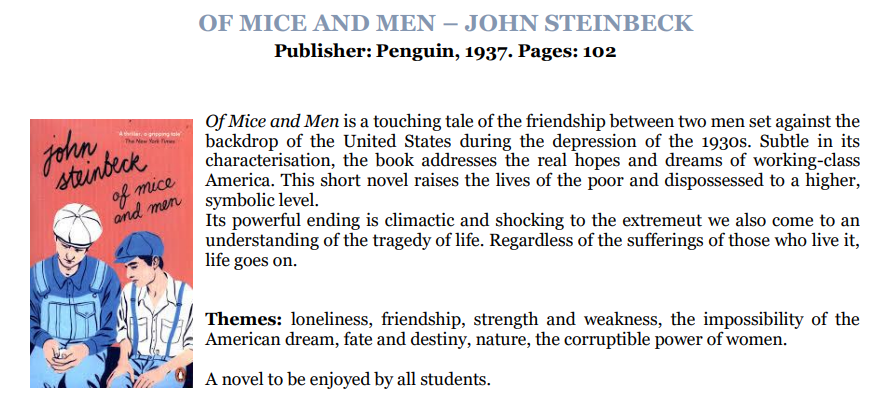 OF MICE AND MEN – JOHN STEINBECK
Publisher: Penguin, 1937. Pages: 102
'A thriller, a gripping tale'
The New York Times
john
steinbeck
of mice
and men
Of Mice and Men is a touching tale of the friendship between two men set against the
backdrop of the United States during the depression of the 1930s. Subtle in its
characterisation, the book addresses the real hopes and dreams of working-class
America. This short novel raises the lives of the poor and dispossessed to a higher,
symbolic level.
Its powerful ending is climactic and shocking to the extremeut we also come to an
understanding of the tragedy of life. Regardless of the sufferings of those who live it,
life goes on.
Themes: loneliness, friendship, strength and weakness, the impossibility of the
American dream, fate and destiny, nature, the corruptible power of women.
A novel to be enjoyed by all students.